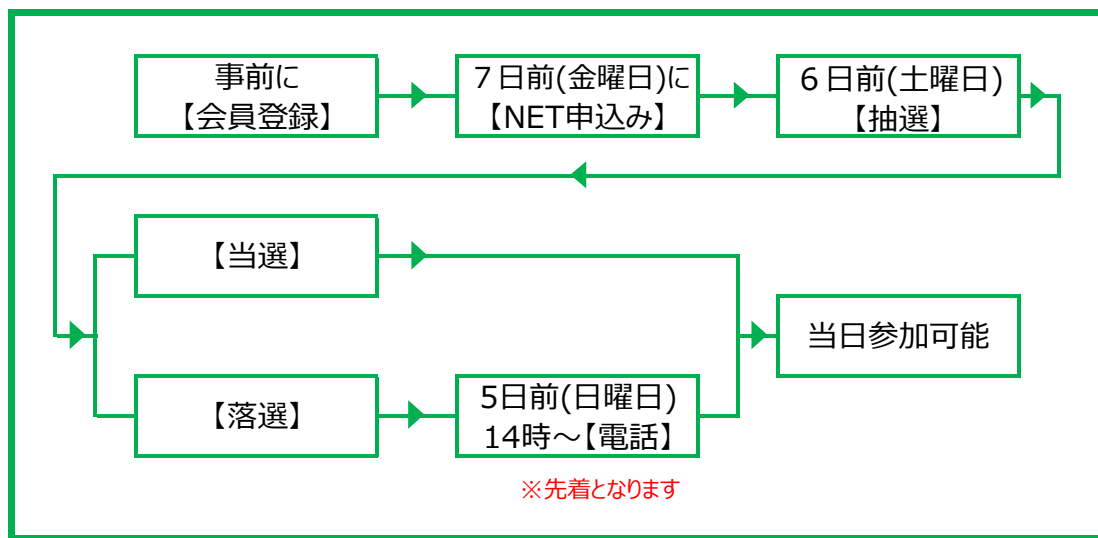 事前に
【会員登録】
７日前(金曜日)に
【NET申込み】
６日前(土曜日)
【抽選】
【当選】
【落選】
5日前(日曜日)
14時～【電話】
※先着となります
当日参加可能